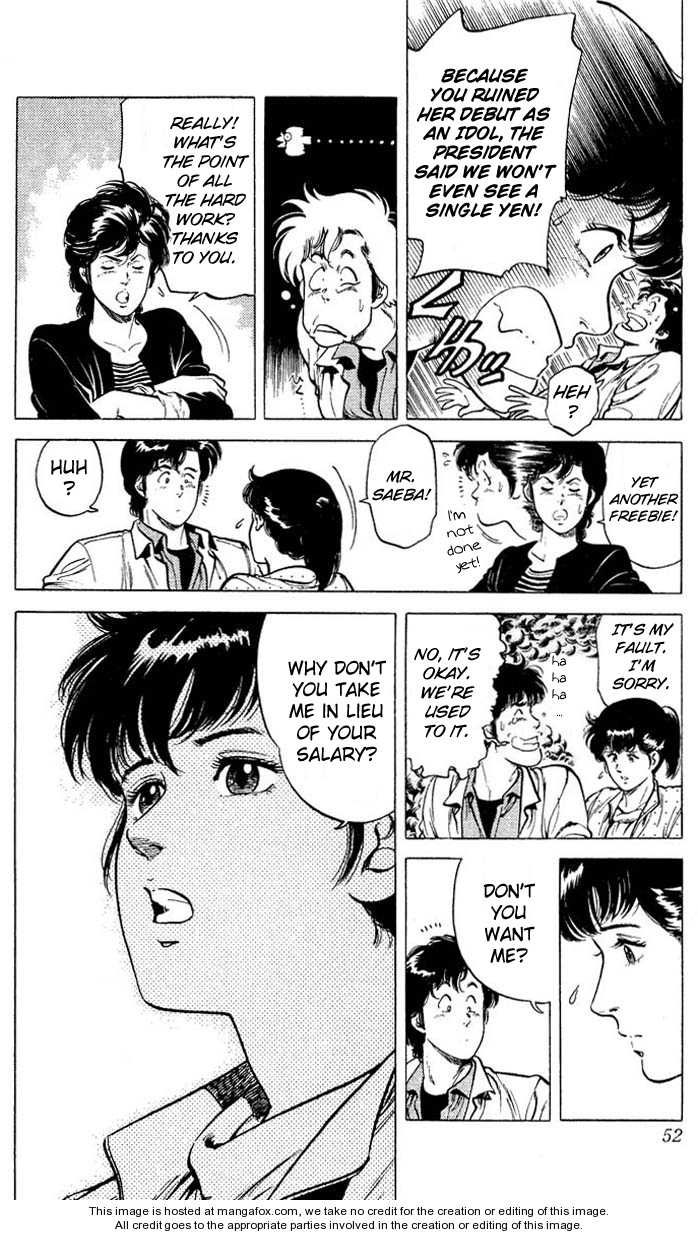 BECAUSE
YOU RUINED
HER DEBUT AS
AN IDOL, THE
PRESIDENT
SAID WE WON'T
EVEN SEE A
SINGLE YEN!
HEH
?
REALLY!
WHAT'S
THE POINT
OF ALL
THE HARD
WORK?
THANKS
TO YOU.
YET
ANOTHER
FREEBIE!
I'm
not
done
yet!
MR.
SAEBA!
HUH
?
IT'S MY
FAULT.
I'M
SORRY.
ha
ha
ha
...
NO, IT'S
OKAY.
WE'RE
USED
TO IT.
DON'T
YOU
WANT
ME?
WHY DON'T
YOU TAKE
ME IN LIEU
OF YOUR
SALARY?
52
This image is hosted at mangafox.com, we take no credit for the creation or editing of this image.
All credit goes to the appropriate parties involved in the creation or editing of this image.